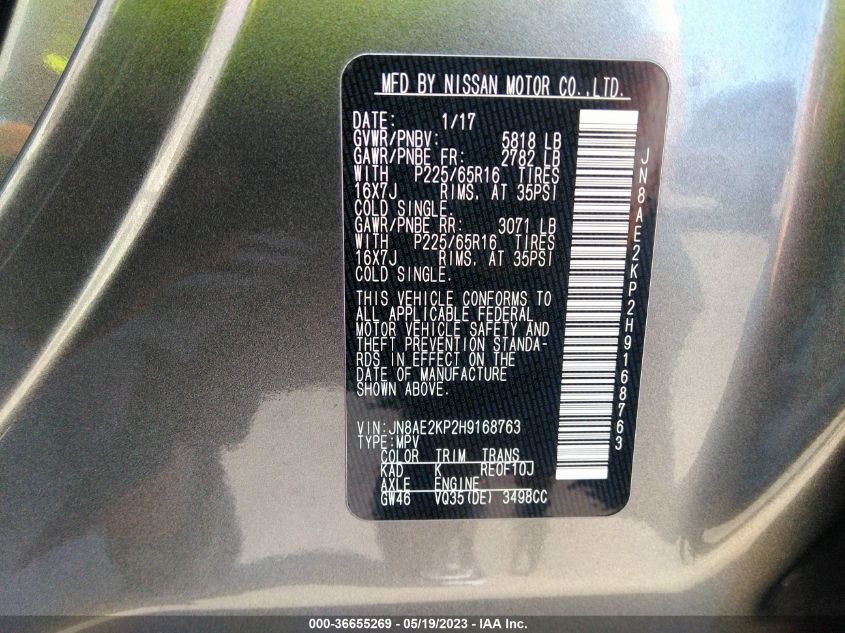 MFD BY NISSAN MOTOR CO.,LTD.
DATE: 1/17
GVWR/PNBV: 5818 LB
GAWR/PNBE FR: 2782 LB
WITH P225/65R16 TIRES
16X7J RIMS, AT 35PSI
COLD SINGLE.
GAWR/PNBE RR: 3071 LB
WITH P225/65R16 TIRES
16X7J RIMS, AT 35PSI
COLD SINGLE.
THIS VEHICLE CONFORMS TO
ALL APPLICABLE FEDERAL
MOTOR VEHICLE SAFETY AND
THEFT PREVENTION STANDA-
RDS IN EFFECT ON THE
DATE OF MANUFACTURE
SHOWN ABOVE.
VIN:JN8AE2KP2H9168763
TYPE:MPV
COLOR TRIM TRANS
KAD K RE0F10J
AXLE ENGINE
GW46 VQ35(DE) 3498CC
JN8AE2KP2H9168763
000-36655269 - 05/19/2023 - IAA Inc.